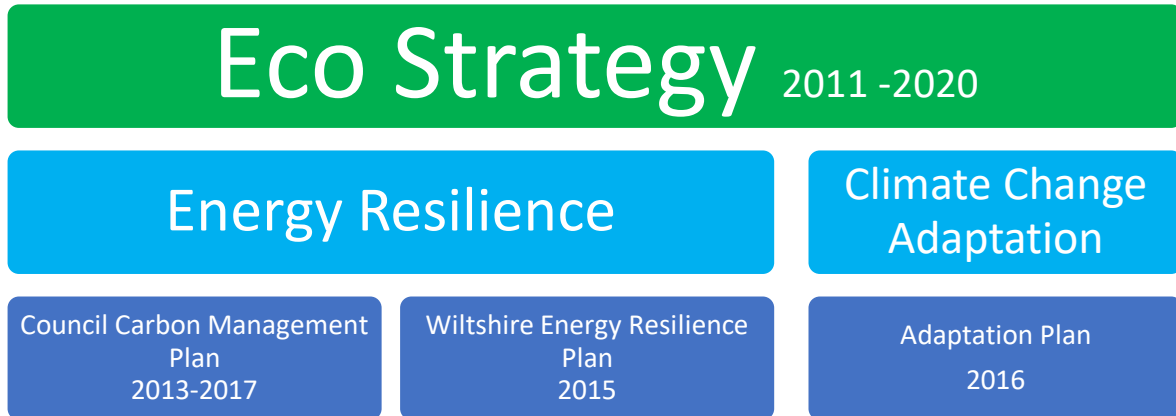 Eco Strategy 2011 -2020
Energy Resilience
Climate Change
Adaptation
Council Carbon Management
Plan
2013-2017
Wiltshire Energy Resilience
Plan
2015
Adaptation Plan
2016